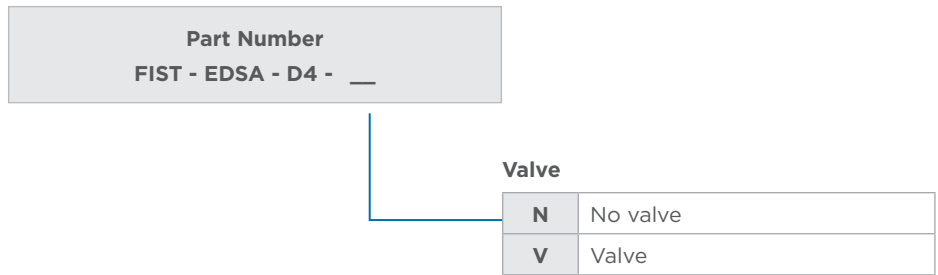 Part Number
FIST - EDSA - D4 - __
Valve
N No valve
V Valve